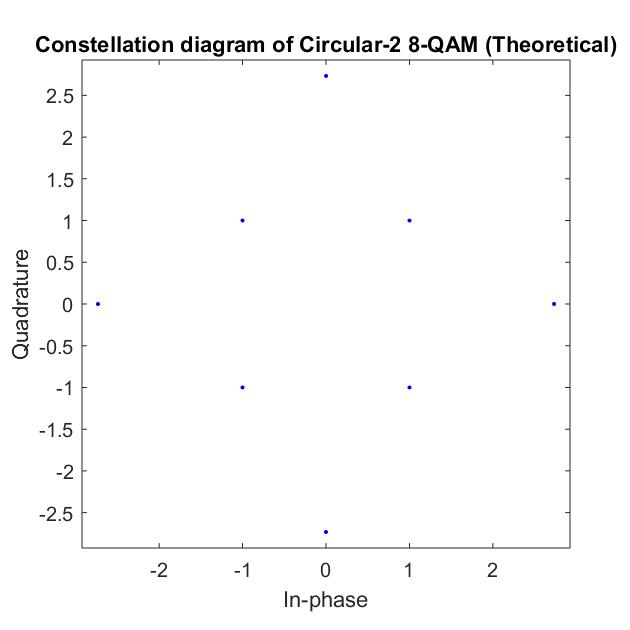 Constellation diagram of Circular-2 8-QAM (Theoretical)
2.5
2
1.5
1
0.5
0
-0.5
-1
-1.5
-2
-2.5
Quadrature
-2 -1 0 1 2
In-phase